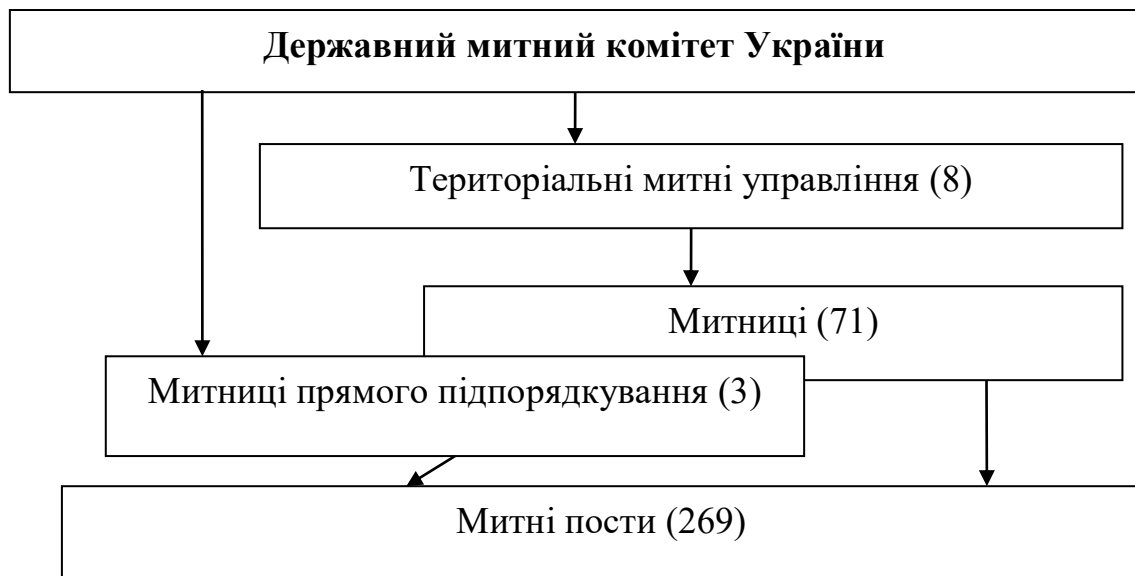 Державний митний комітет України
Територіальні митні управління (8)
Митниці (71)
Митниці прямого підпорядкування (3)
Митні пости (269)